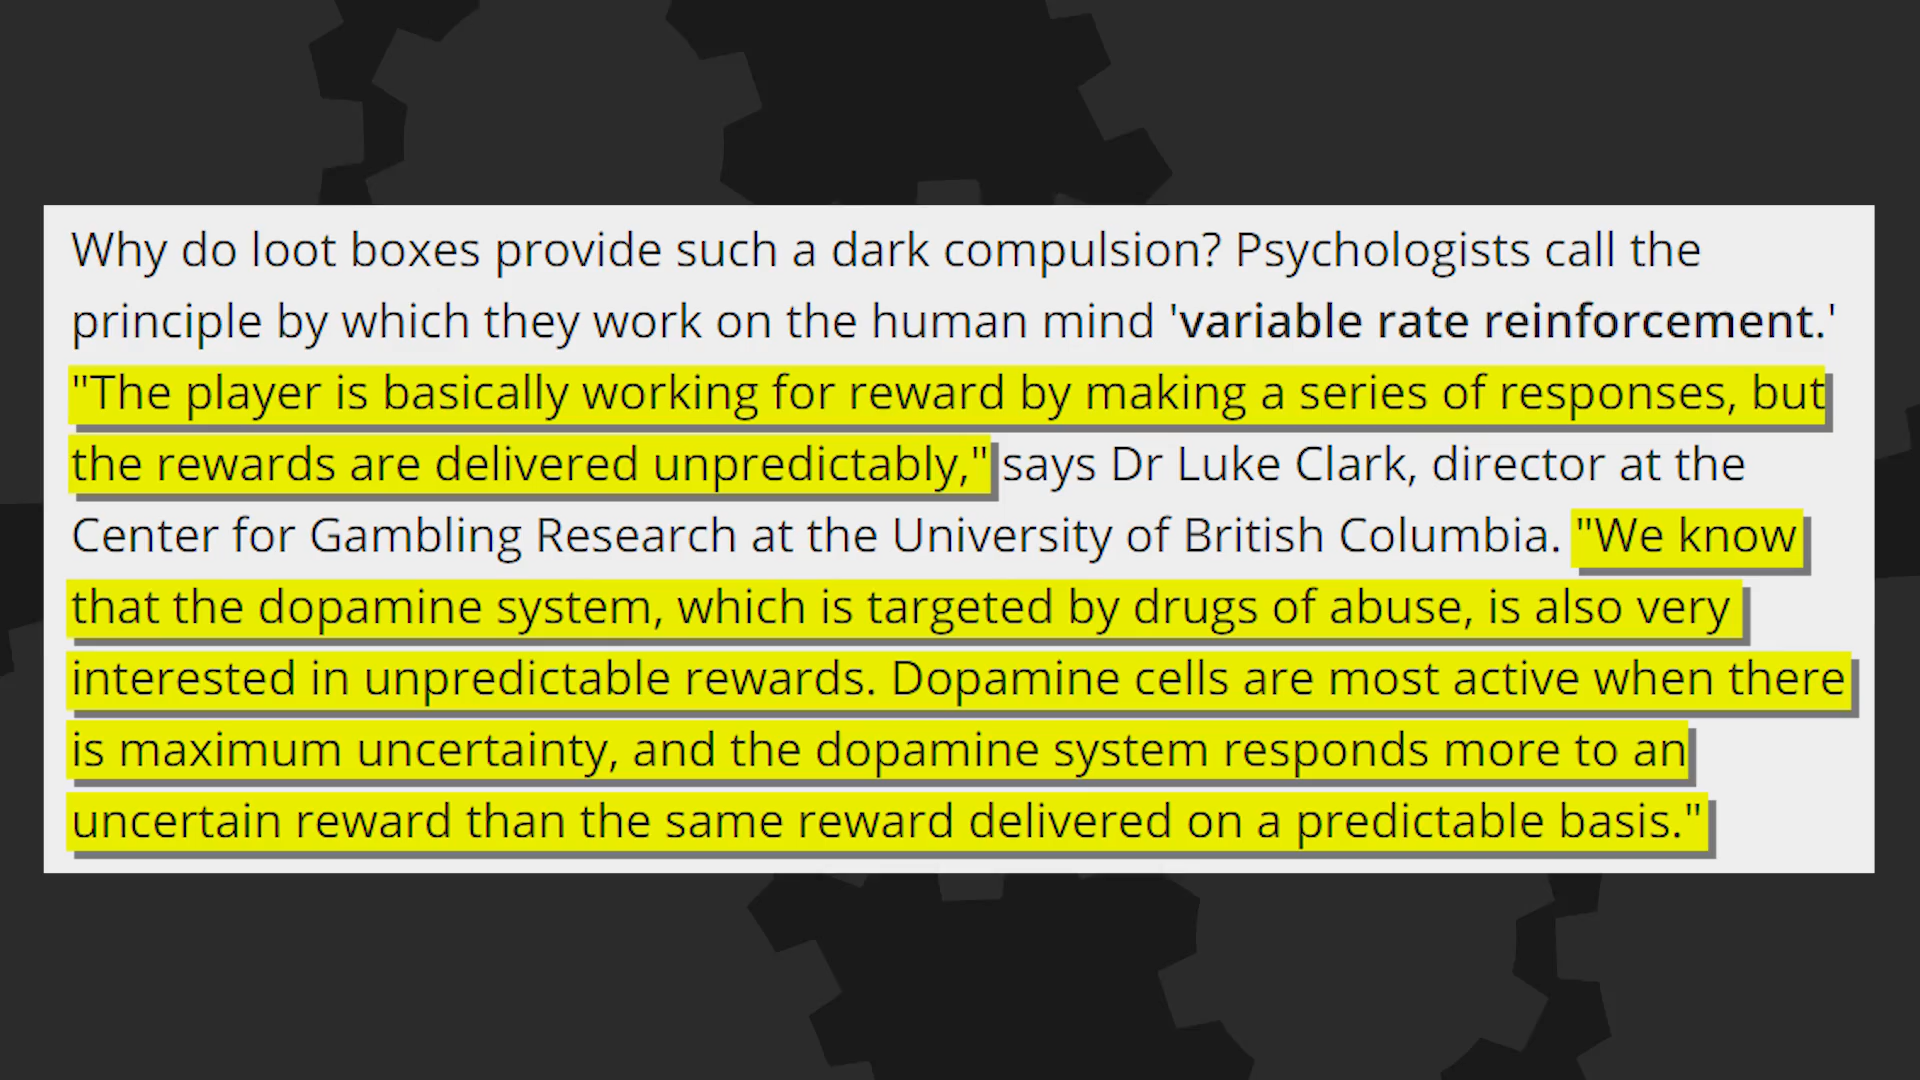 Why do loot boxes provide such a dark compulsion? Psychologists call the
principle by which they work on the human mind 'variable rate reinforcement.'
"The player is basically working for reward by making a series of responses, but
the rewards are delivered unpredictably," says Dr Luke Clark, director at the
Center for Gambling Research at the University of British Columbia. "We know
that the dopamine system, which is targeted by drugs of abuse, is also very
interested in unpredictable rewards. Dopamine cells are most active when there
is maximum uncertainty, and the dopamine system responds more to an
uncertain reward than the same reward delivered on a predictable basis."